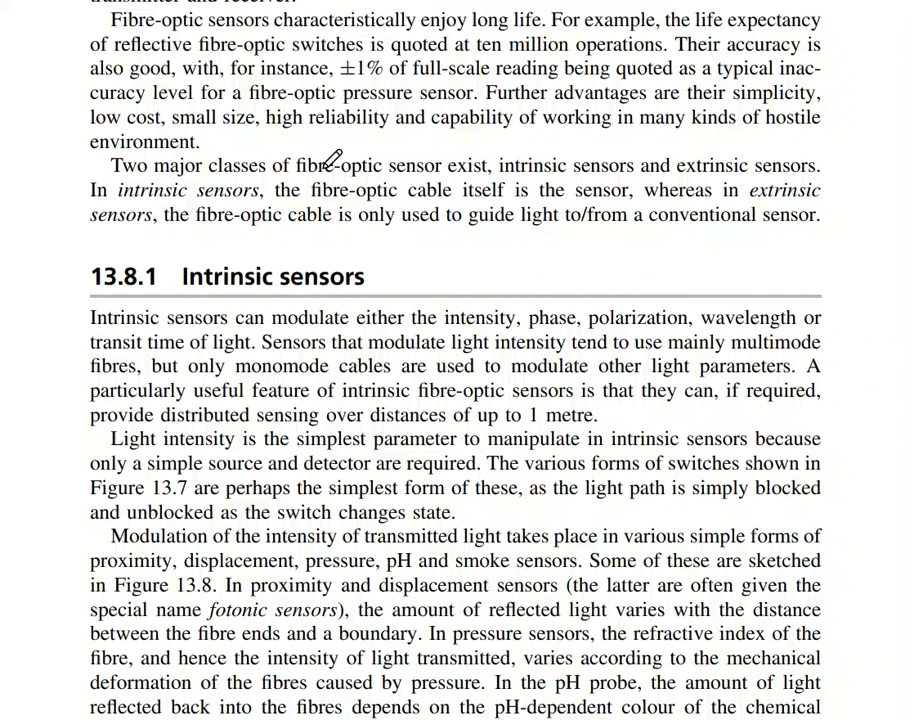 transmitter and receiver.
Fibre-optic sensors characteristically enjoy long life. For example, the life expectancy
of reflective fibre-optic switches is quoted at ten million operations. Their accuracy is
also good, with, for instance, ±1% of full-scale reading being quoted as a typical inac-
curacy level for a fibre-optic pressure sensor. Further advantages are their simplicity,
low cost, small size, high reliability and capability of working in many kinds of hostile
environment.
Two major classes of fibre-optic sensor exist, intrinsic sensors and extrinsic sensors.
In intrinsic sensors, the fibre-optic cable itself is the sensor, whereas in extrinsic
sensors, the fibre-optic cable is only used to guide light to/from a conventional sensor.
13.8.1 Intrinsic sensors
Intrinsic sensors can modulate either the intensity, phase, polarization, wavelength or
transit time of light. Sensors that modulate light intensity tend to use mainly multimode
fibres, but only monomode cables are used to modulate other light parameters. A
particularly useful feature of intrinsic fibre-optic sensors is that they can, if required,
provide distributed sensing over distances of up to 1 metre.
Light intensity is the simplest parameter to manipulate in intrinsic sensors because
only a simple source and detector are required. The various forms of switches shown in
Figure 13.7 are perhaps the simplest form of these, as the light path is simply blocked
and unblocked as the switch changes state.
Modulation of the intensity of transmitted light takes place in various simple forms of
proximity, displacement, pressure, pH and smoke sensors. Some of these are sketched
in Figure 13.8. In proximity and displacement sensors (the latter are often given the
special name fotonic sensors), the amount of reflected light varies with the distance
between the fibre ends and a boundary. In pressure sensors, the refractive index of the
fibre, and hence the intensity of light transmitted, varies according to the mechanical
deformation of the fibres caused by pressure. In the pH probe, the amount of light
reflected back into the fibres depends on the pH-dependent colour of the chemical